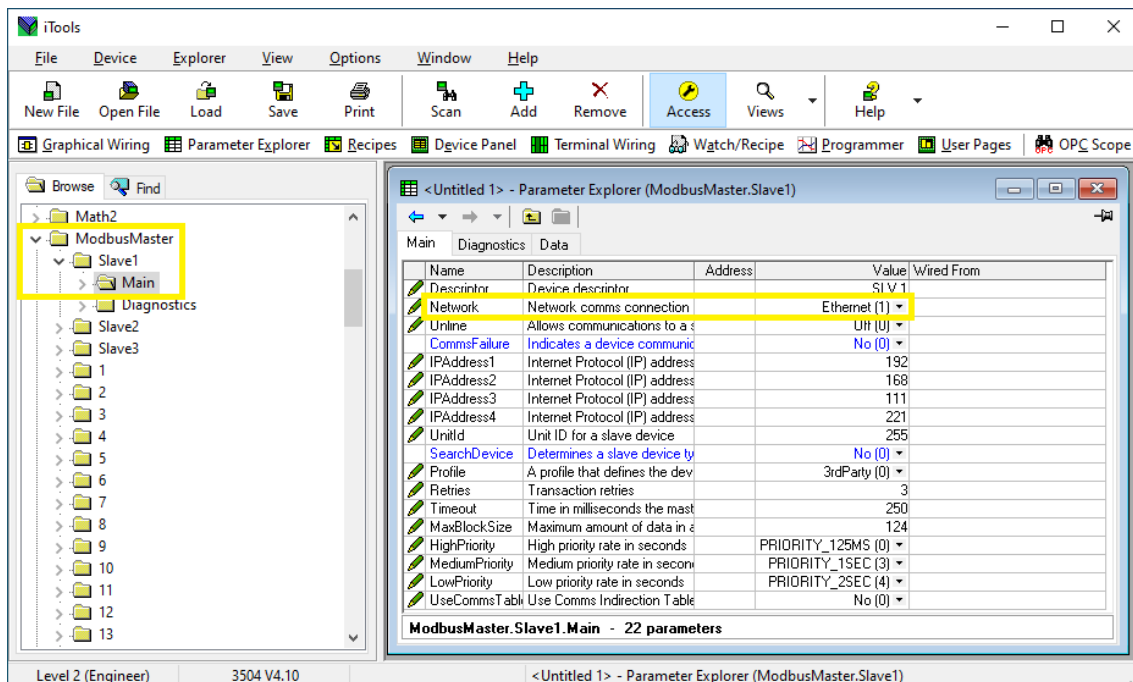 iTools
File Device Explorer View Options Window Help
New File Open File Load Save Print Scan Add Remove Access Views Help
Graphical Wiring Parameter Explorer Recipes Device Panel Terminal Wiring Watch/Recipe Programmer User Pages OPC Scope
Browse Find
Math2
ModbusMaster
Slave1
Main
Diagnostics
Slave2
Slave3
1
2
3
4
5
6
7
8
9
10
11
12
13
<Untitled 1> - Parameter Explorer (ModbusMaster.Slave1)
Main Diagnostics Data
Name Description Address Value Wired From
Descriptor Device descriptor SLV 1
Network Network comms connection Ethernet (1)
Online Allows communications to a s Off (0)
CommsFailure Indicates a device communic No (0)
IPAddress1 Internet Protocol (IP) address 192
IPAddress2 Internet Protocol (IP) address 168
IPAddress3 Internet Protocol (IP) address 111
IPAddress4 Internet Protocol (IP) address 221
UnitId Unit ID for a slave device 255
SearchDevice Determines a slave device ty No (0)
Profile A profile that defines the dev 3rdParty (0)
Retries Transaction retries 3
Timeout Time in milliseconds the mast 250
MaxBlockSize Maximum amount of data in a 124
HighPriority High priority rate in seconds PRIORITY_125MS (0)
MediumPriority Medium priority rate in secon PRIORITY_1SEC (3)
LowPriority Low priority rate in seconds PRIORITY_2SEC (4)
UseCommsTabl Use Comms Indirection Table No (0)
ModbusMaster.Slave1.Main - 22 parameters
Level 2 (Engineer) 3504 V4.10 <Untitled 1> - Parameter Explorer (ModbusMaster.Slave1)